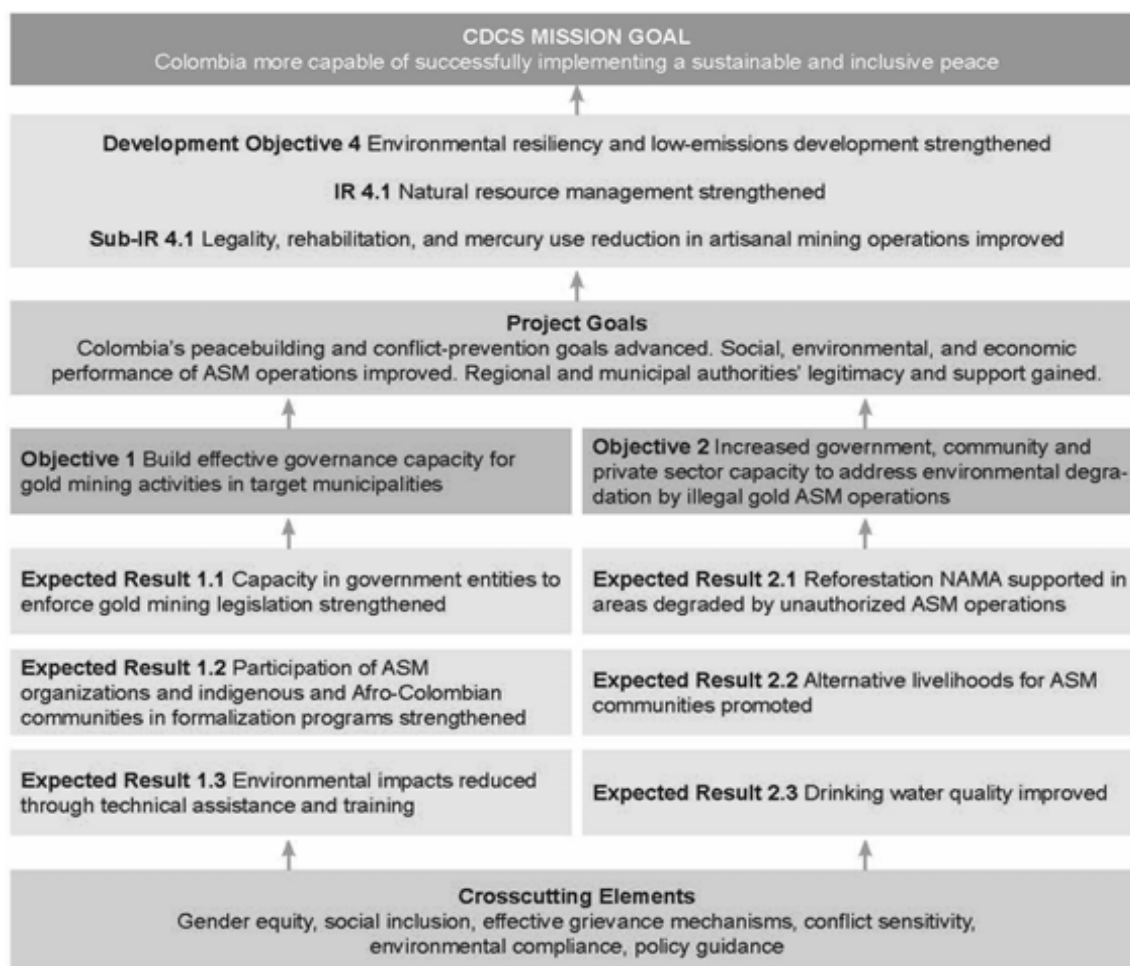 CDCS MISSION GOAL
Colombia more capable of successfully implementing a sustainable and inclusive peace
Development Objective 4 Environmental resiliency and low-emissions development strengthened
IR 4.1 Natural resource management strengthened
Sub-IR 4.1 Legality, rehabilitation, and mercury use reduction in artisanal mining operations improved
Project Goals
Colombia's peacebuilding and conflict-prevention goals advanced. Social, environmental, and economic
performance of ASM operations improved. Regional and municipal authorities' legitimacy and support gained.
Objective 1 Build effective governance capacity for
gold mining activities in target municipalities
Objective 2 Increased government, community and
private sector capacity to address environmental degra-
dation by illegal gold ASM operations
Expected Result 1.1 Capacity in government entities to
enforce gold mining legislation strengthened
Expected Result 2.1 Reforestation NAMA supported in
areas degraded by unauthorized ASM operations
Expected Result 1.2 Participation of ASM
organizations and indigenous and Afro-Colombian
communities in formalization programs strengthened
Expected Result 2.2 Alternative livelihoods for ASM
communities promoted
Expected Result 1.3 Environmental impacts reduced
through technical assistance and training
Expected Result 2.3 Drinking water quality improved
Crosscutting Elements
Gender equity, social inclusion, effective grievance mechanisms, conflict sensitivity,
environmental compliance, policy guidance